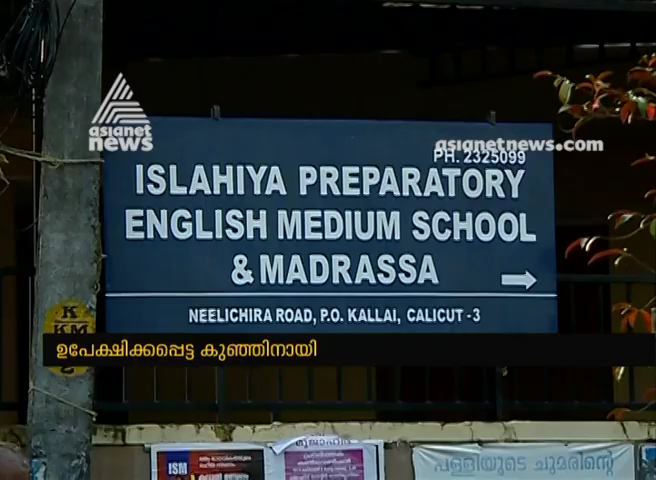 asianet
news
asianetnews.com
PH. 2325099
ISLAHIYA PREPARATORY
ENGLISH MEDIUM SCHOOL
& MADRASSA
NEELICHIRA ROAD, P.O. KALLAI, CALICUT - 3
K
KM
ഉപേക്ഷിക്കപ്പെട്ട കുഞ്ഞിനായി
മുജാഹിദ്
ISM
പള്ളിയുടെ ചുമരിന്റെ